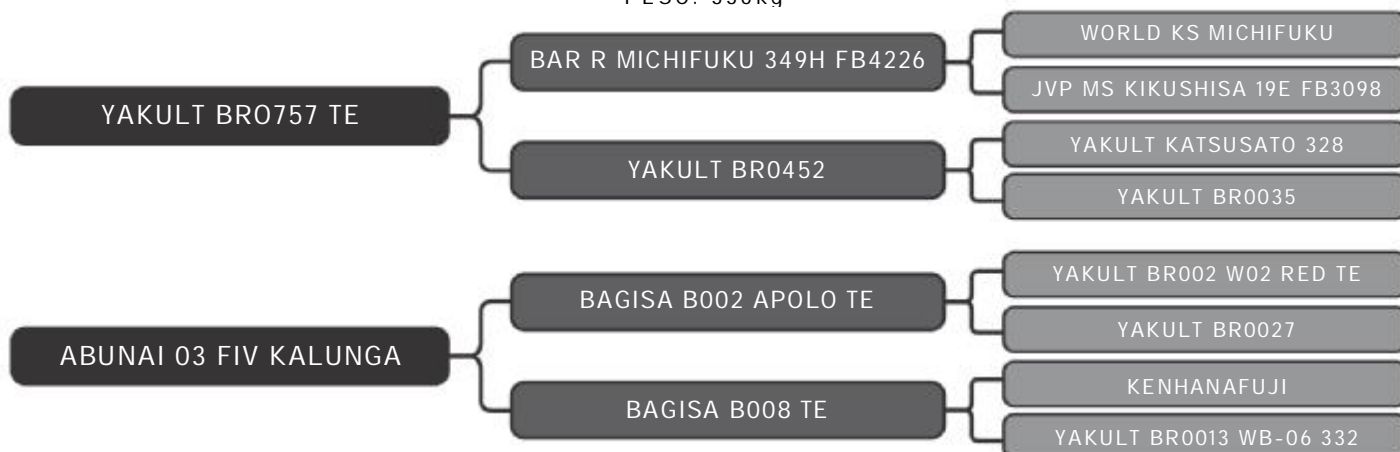 PESO:
YAKULT BR0757 TE
BAR R MICHIFUKU 349H FB4226
YAKULT BR0452
WORLD KS MICHIFUKU
JVP MS KIKUSHISA 19E FB3098
YAKULT KATSUSATO 328
YAKULT BR0035
ABUNAI 03 FIV KALUNGA
BAGISA B002 APOLO TE
BAGISA B008 TE
YAKULT BR002 W02 RED TE
YAKULT BR0027
KENHANAFUJI
YAKULT BR0013 WB-06 332